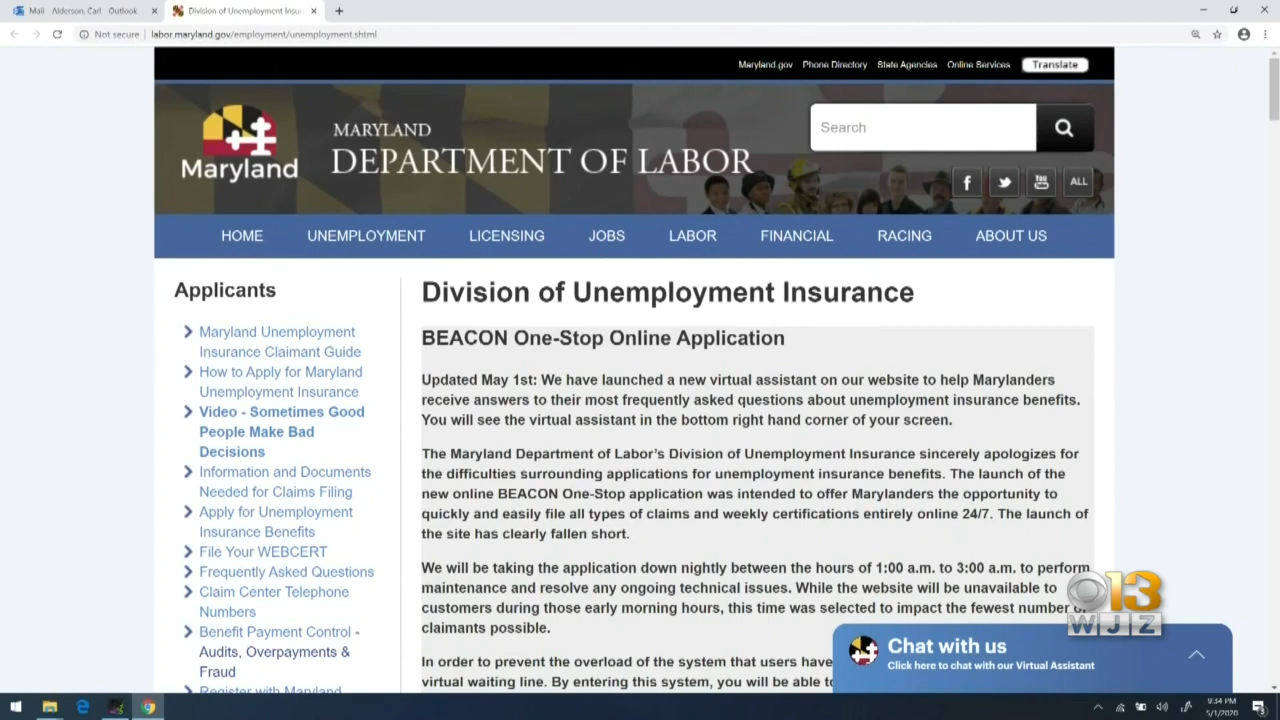 Mail - Alderson, Carl - Outlook
Division of Unemployment Insur
Not secure | labor.maryland.gov/employment/unemployment.shtml
Maryland.gov Phone Directory State Agencies Online Services Translate
Maryland
MARYLAND
DEPARTMENT OF LABOR
Search
You Tube
ALL
HOME UNEMPLOYMENT LICENSING JOBS LABOR FINANCIAL RACING ABOUT US
Applicants
Maryland Unemployment
Insurance Claimant Guide
How to Apply for Maryland
Unemployment Insurance
Video - Sometimes Good
People Make Bad
Decisions
Information and Documents
Needed for Claims Filing
Apply for Unemployment
Insurance Benefits
File Your WEBCERT
Frequently Asked Questions
Claim Center Telephone
Numbers
Benefit Payment Control -
Audits, Overpayments &
Fraud
Register with Maryland
Division of Unemployment Insurance
BEACON One-Stop Online Application
Updated May 1st: We have launched a new virtual assistant on our website to help Marylanders
receive answers to their most frequently asked questions about unemployment insurance benefits.
You will see the virtual assistant in the bottom right hand corner of your screen.
The Maryland Department of Labor's Division of Unemployment Insurance sincerely apologizes for
the difficulties surrounding applications for unemployment insurance benefits. The launch of the
new online BEACON One-Stop application was intended to offer Marylanders the opportunity to
quickly and easily file all types of claims and weekly certifications entirely online 24/7. The launch of
the site has clearly fallen short.
We will be taking the application down nightly between the hours of 1:00 a.m. to 3:00 a.m. to perform
maintenance and resolve any ongoing technical issues. While the website will be unavailable to
customers during those early morning hours, this time was selected to impact the fewest number of
claimants possible.
In order to prevent the overload of the system that users have
virtual waiting line. By entering this system, you will be able to
13
WJZ
Chat with us
Click here to chat with our Virtual Assistant
9:34 PM
5/1/2020